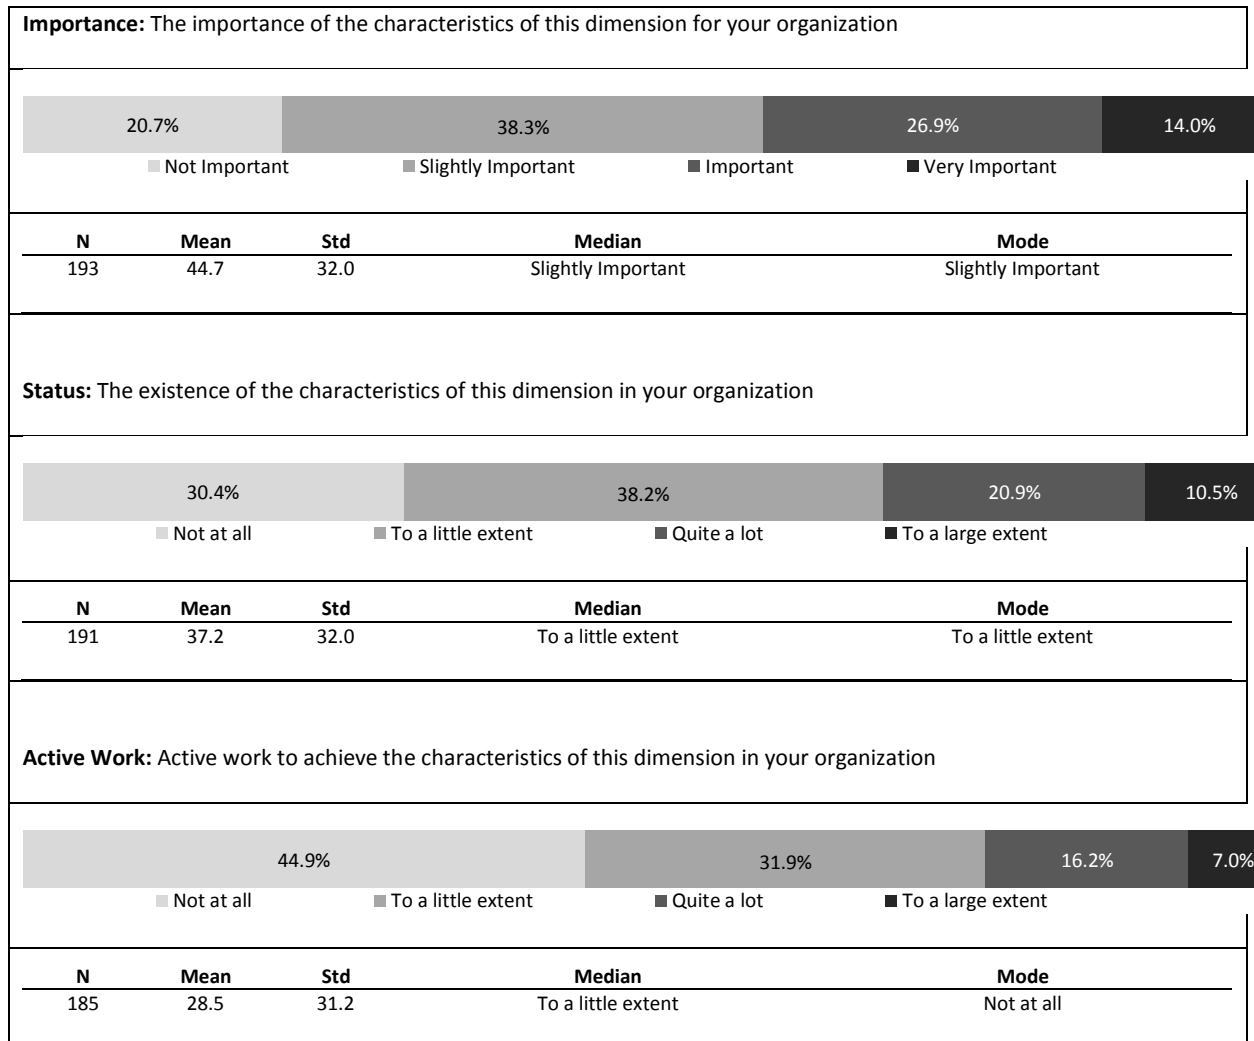 Importance: The importance of the characteristics of this dimension for your organization
20.7% 38.3% 26.9% 14.0%
Not Important Slightly Important Important Very Important
N Mean Std Median Mode
193 44.7 32.0 Slightly Important Slightly Important
Status: The existence of the characteristics of this dimension in your organization
30.4% 38.2% 20.9% 10.5%
Not at all To a little extent Quite a lot To a large extent
N Mean Std Median Mode
191 37.2 32.0 To a little extent To a little extent
Active Work: Active work to achieve the characteristics of this dimension in your organization
44.9% 31.9% 16.2% 7.0%
Not at all To a little extent Quite a lot To a large extent
N Mean Std Median Mode
185 28.5 31.2 To a little extent Not at all